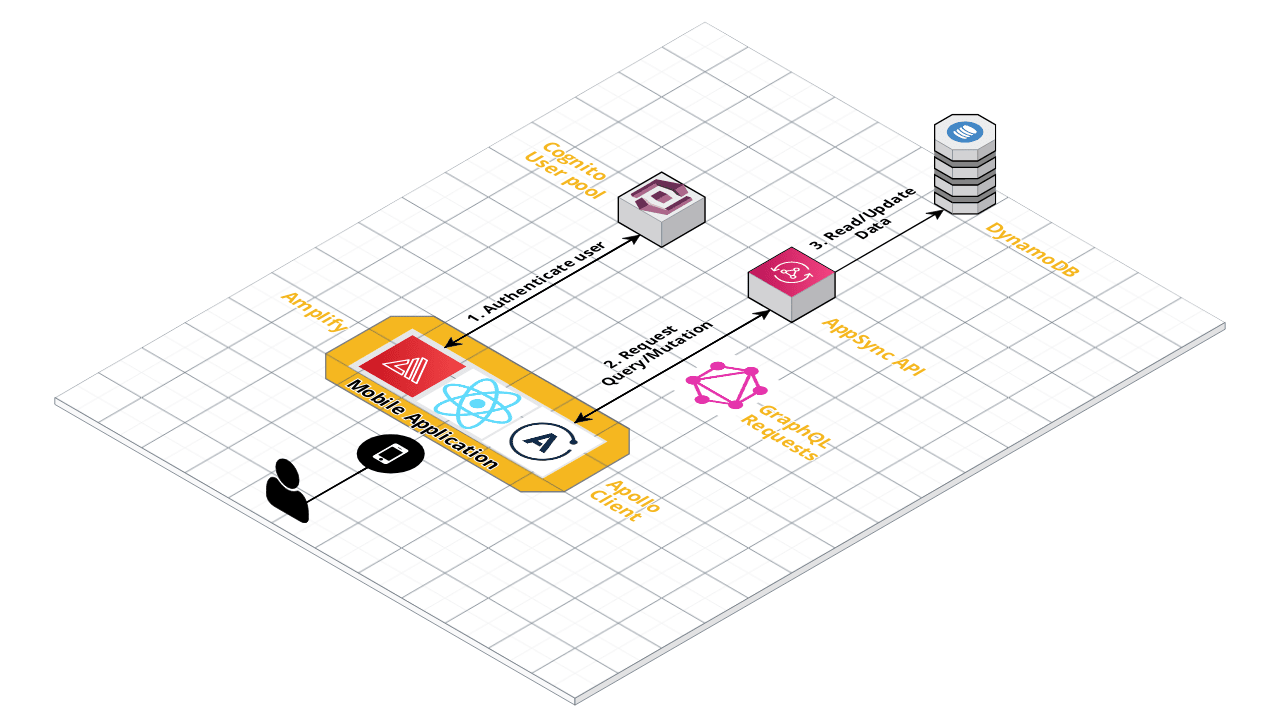 Cognito
User pool
1. Authenticate user
3. Read/Update
Data
DynamoDB
Amplify
2. Request
Query/Mutation
AppSync API
Mobile Application
GraphQL
Requests
Apollo
Client